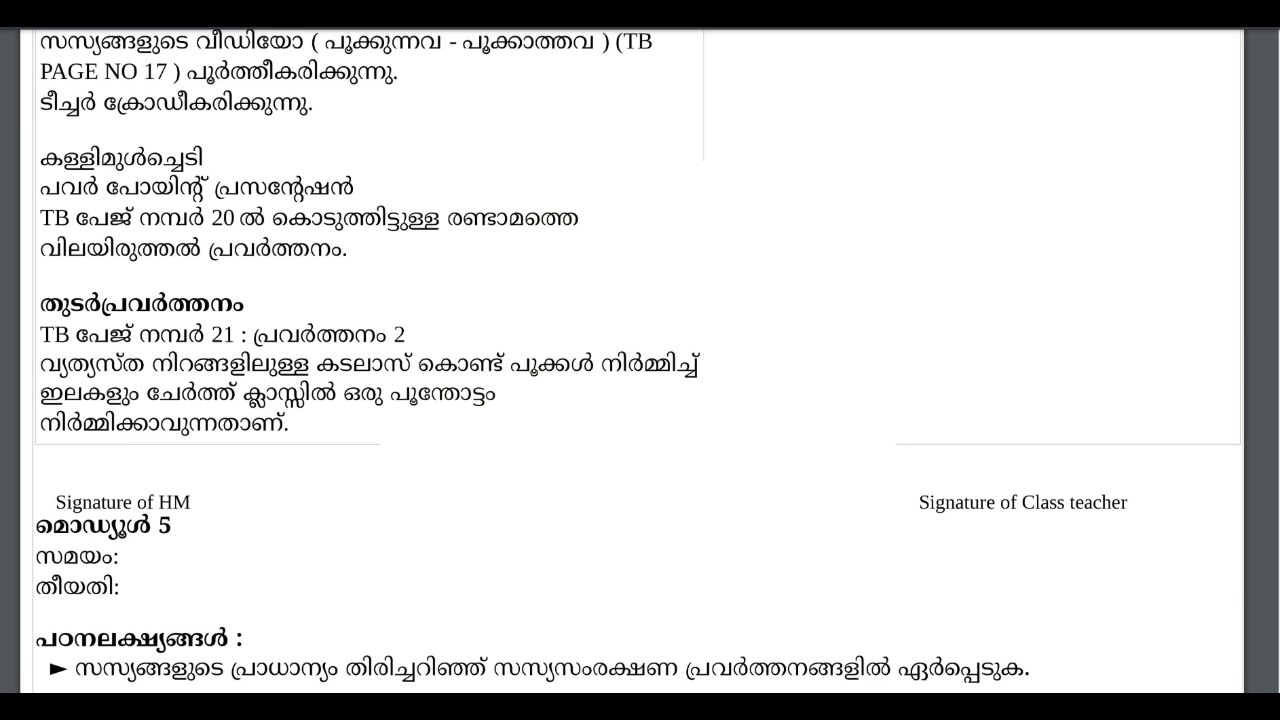 സസ്യങ്ങളുടെ വീഡിയോ ( പൂക്കുന്നവ - പൂക്കാത്തവ ) (TB
PAGE NO 17 ) പൂർത്തീകരിക്കുന്നു.
ടീച്ചർ ക്രോഡീകരിക്കുന്നു.
കള്ളിമുൾച്ചെടി
പവർ പോയിന്റ് പ്രസന്റേഷൻ
TB പേജ് നമ്പർ 20 ൽ കൊടുത്തിട്ടുള്ള രണ്ടാമത്തെ
വിലയിരുത്തൽ പ്രവർത്തനം.
തുടർപ്രവർത്തനം
TB പേജ് നമ്പർ 21 : പ്രവർത്തനം 2
വ്യത്യസ്ത നിറങ്ങളിലുള്ള കടലാസ് കൊണ്ട് പൂക്കൾ നിർമ്മിച്ച്
ഇലകളും ചേർത്ത് ക്ലാസ്സിൽ ഒരു പൂന്തോട്ടം
നിർമ്മിക്കാവുന്നതാണ്.
Signature of HM Signature of Class teacher
മൊഡ്യൂൾ 5
സമയം:
തീയതി:
പഠനലക്ഷ്യങ്ങൾ :
► സസ്യങ്ങളുടെ പ്രാധാന്യം തിരിച്ചറിഞ്ഞ് സസ്യസംരക്ഷണ പ്രവർത്തനങ്ങളിൽ ഏർപ്പെടുക.